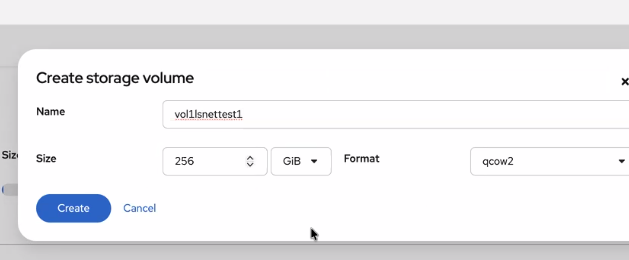 Create storage volume
Name
vol1lsnettest1
Size
256
GiB
Format
qcow2
Create
Cancel